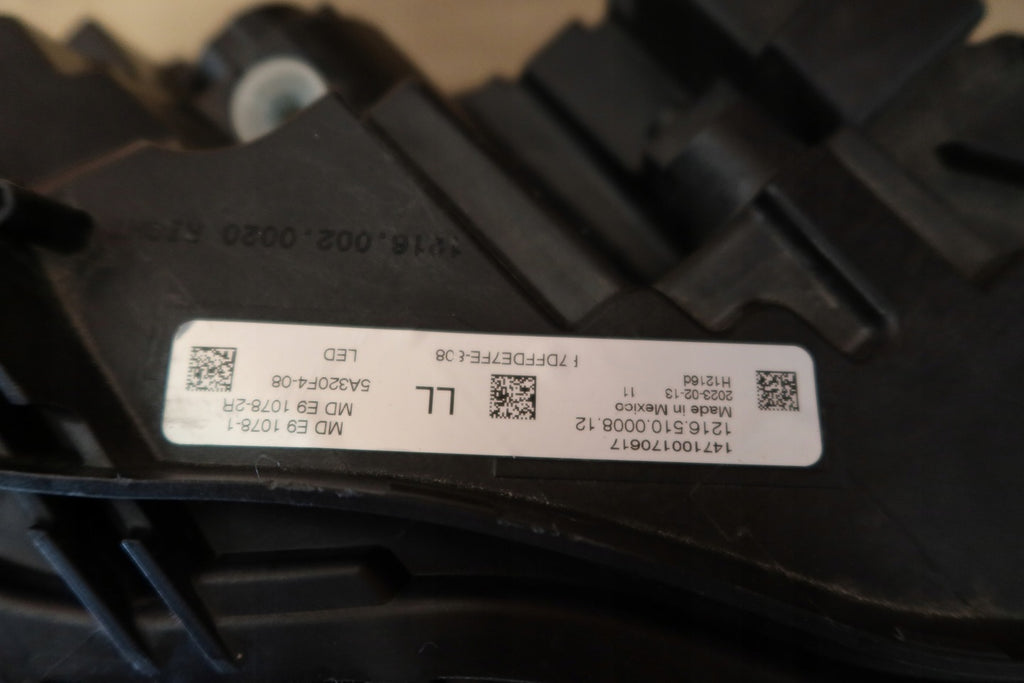 147100170617
1216.510.0008.12
Made in Mexico
2023-02-13 11
H1216d
LL
MD E9 1078-1
MD E9 1078-2R
5A320F4-08
LED
1216.002.0020